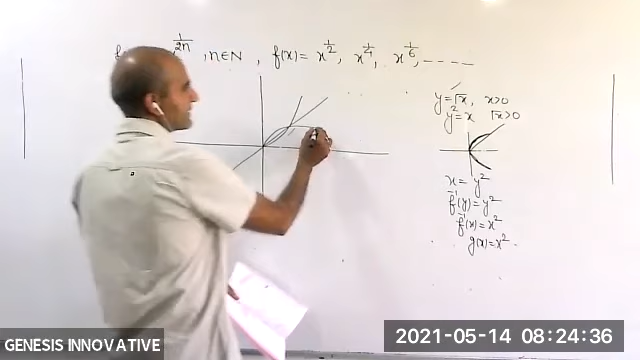 x^{1/2n}, n∈N, f(x) = x^{1/2}, x^{1/4}, x^{1/6}, -----
y = √x, x>0
y² = x √x>0
x = y²
f⁻¹(y) = y²
f⁻¹(x) = x²
g(x) = x².
GENESIS INNOVATIVE
2021-05-14 08:24:36